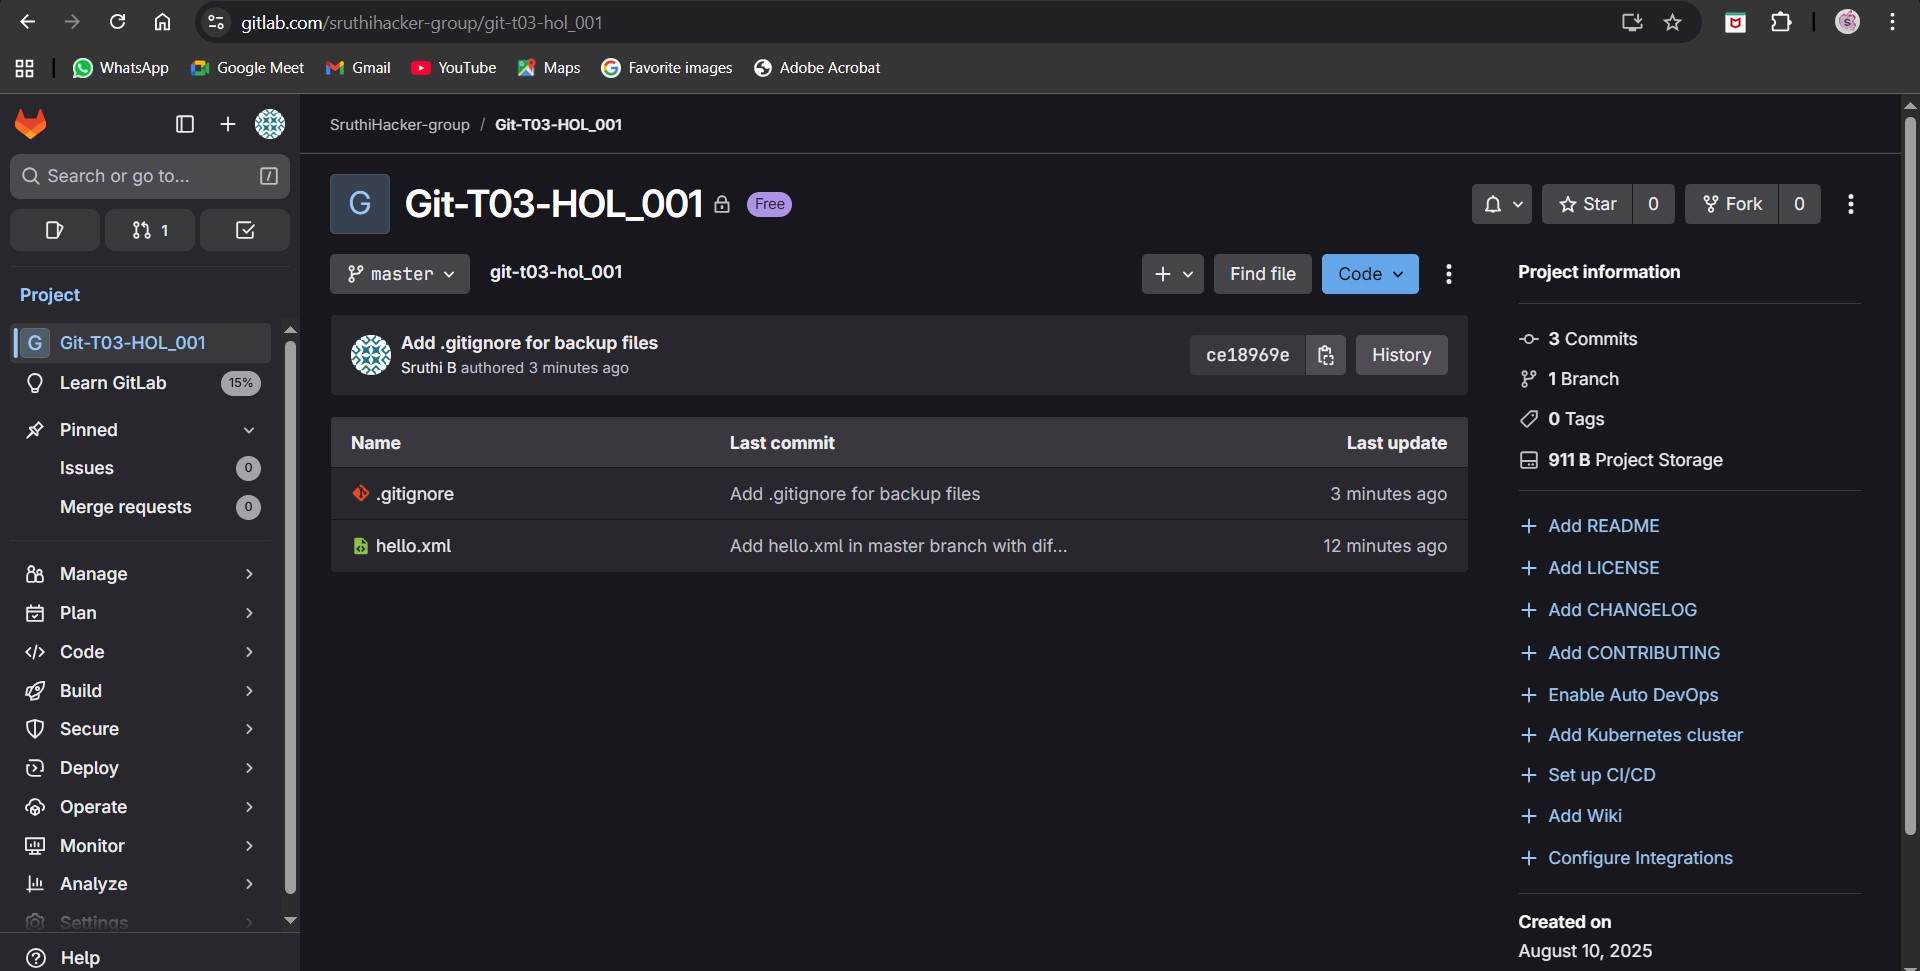 gitlab.com/sruthihacker-group/git-t03-hol_001
WhatsApp Google Meet Gmail YouTube Maps Favorite images Adobe Acrobat
Search or go to... /
1
Project
G Git-T03-HOL_001
Learn GitLab 15%
Pinned
Issues 0
Merge requests 0
Manage
Plan
Code
Build
Secure
Deploy
Operate
Monitor
Analyze
Settings
Help
SruthiHacker-group / Git-T03-HOL_001
G Git-T03-HOL_001 Free
Star 0 Fork 0
master git-t03-hol_001 Find file Code
Add .gitignore for backup files
Sruthi B authored 3 minutes ago
ce18969e History
Name Last commit Last update
.gitignore Add .gitignore for backup files 3 minutes ago
hello.xml Add hello.xml in master branch with dif... 12 minutes ago
Project information
3 Commits
1 Branch
0 Tags
911 B Project Storage
+ Add README
+ Add LICENSE
+ Add CHANGELOG
+ Add CONTRIBUTING
+ Enable Auto DevOps
+ Add Kubernetes cluster
+ Set up CI/CD
+ Add Wiki
+ Configure Integrations
Created on
August 10, 2025